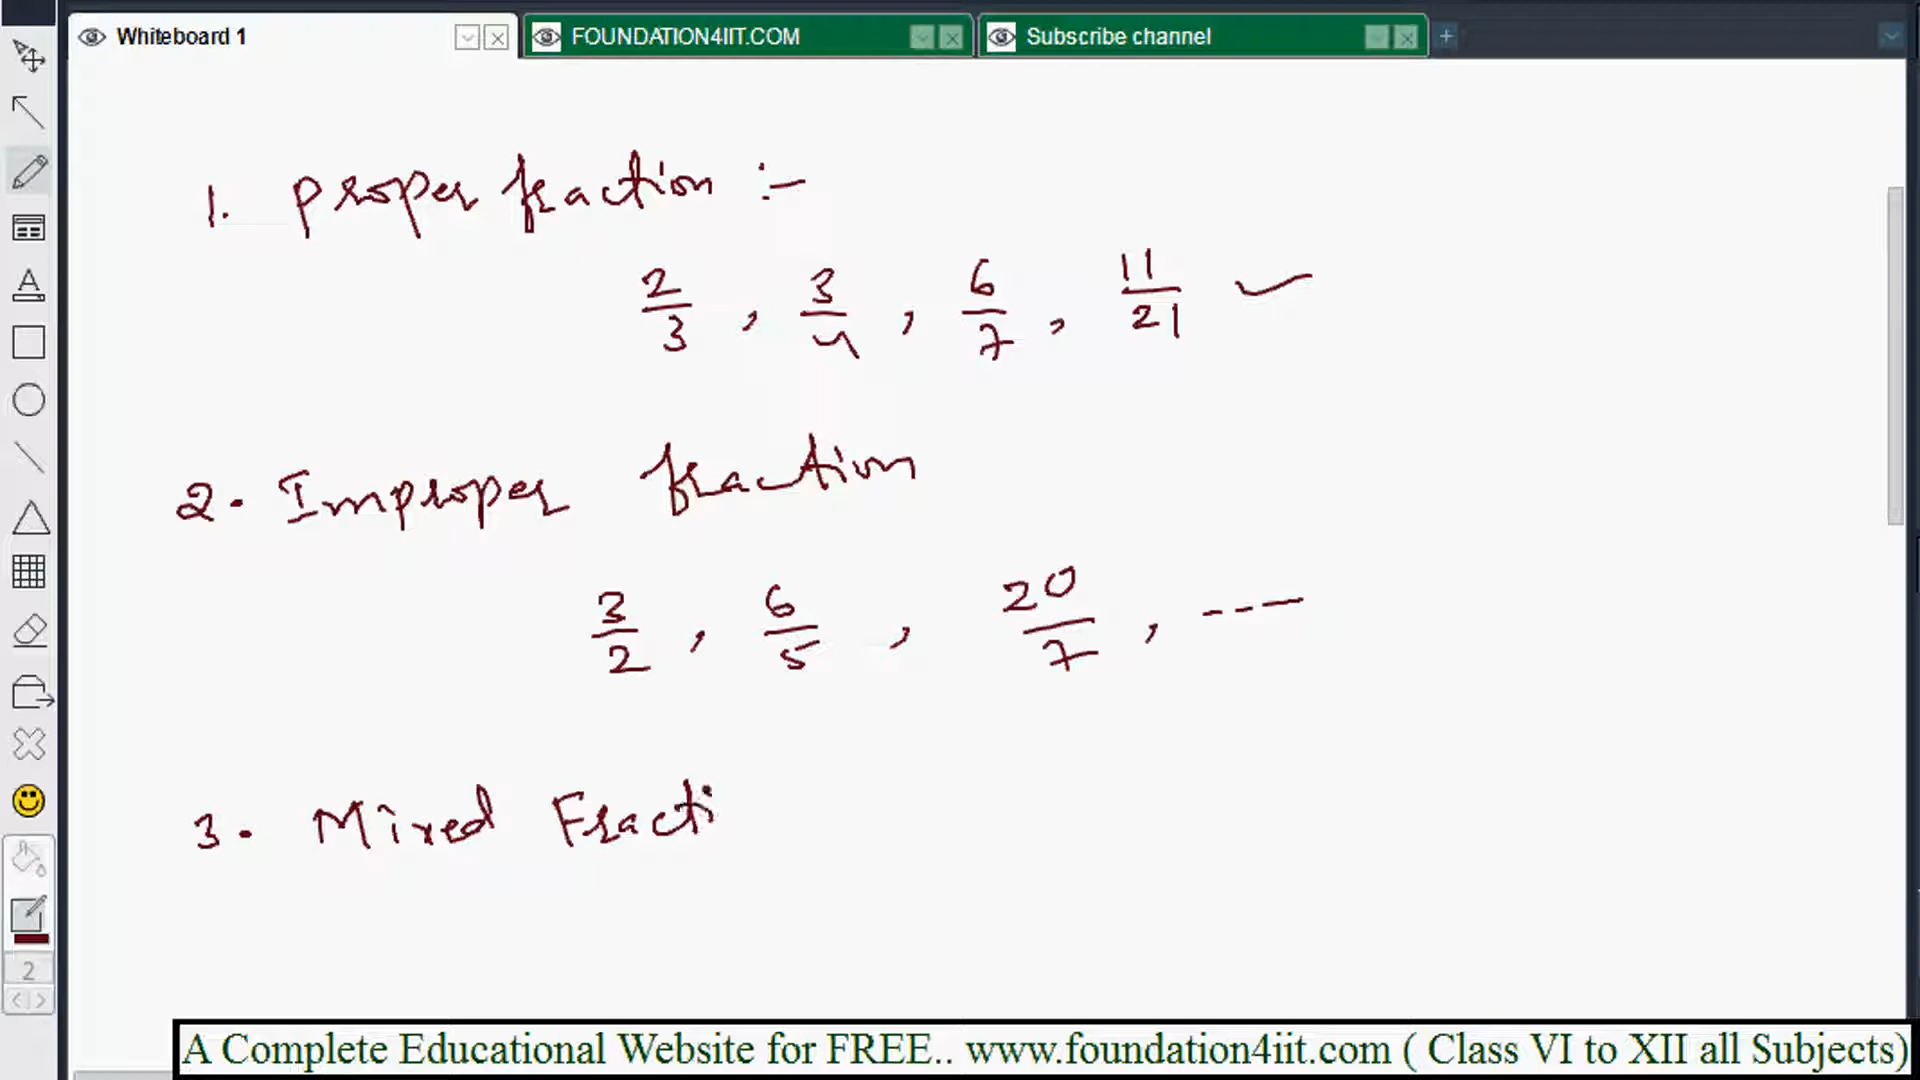 Whiteboard 1 FOUNDATION4IIT.COM Subscribe channel
1. Proper fraction :-
2/3 , 3/4 , 6/7 , 11/21
2. Improper fraction
3/2 , 6/5 , 20/7 , ---
3. Mixed Fracti
2
A Complete Educational Website for FREE.. www.foundation4iit.com ( Class VI to XII all Subjects)